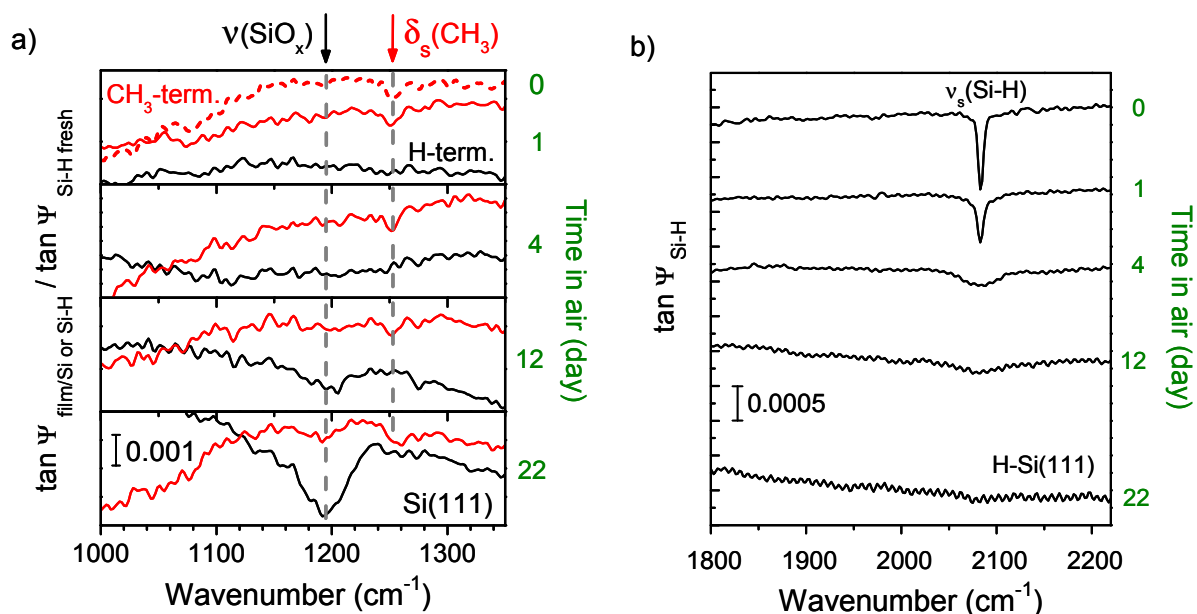 a)
ν(SiOₓ)
δₛ(CH₃)
CH₃-term.
H-term.
0
1
4
12
22
tan Ψ film/Si or Si-H / tan Ψ Si-H fresh
Time in air (day)
0.001
Si(111)
1000 1100 1200 1300
Wavenumber (cm⁻¹)
b)
νₛ(Si-H)
0
1
4
12
22
tan Ψ Si-H
Time in air (day)
0.0005
H-Si(111)
1800 1900 2000 2100 2200
Wavenumber (cm⁻¹)